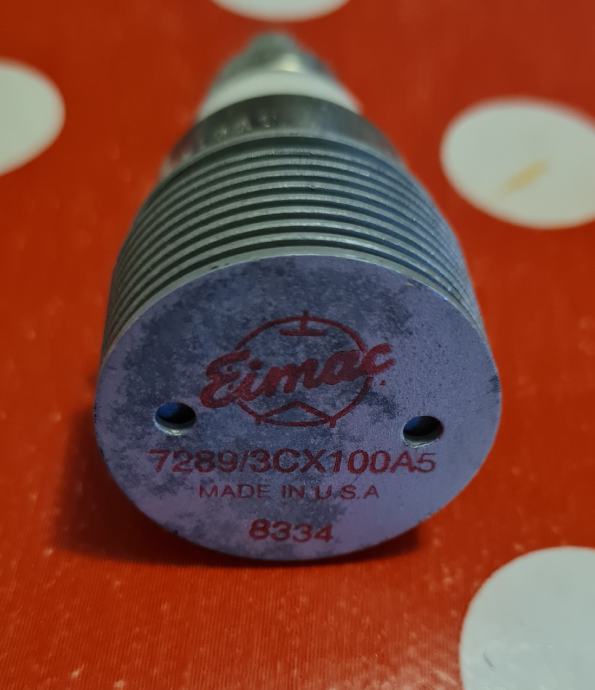 Eimac
7289/3CX100A5
MADE IN U.S.A
8334